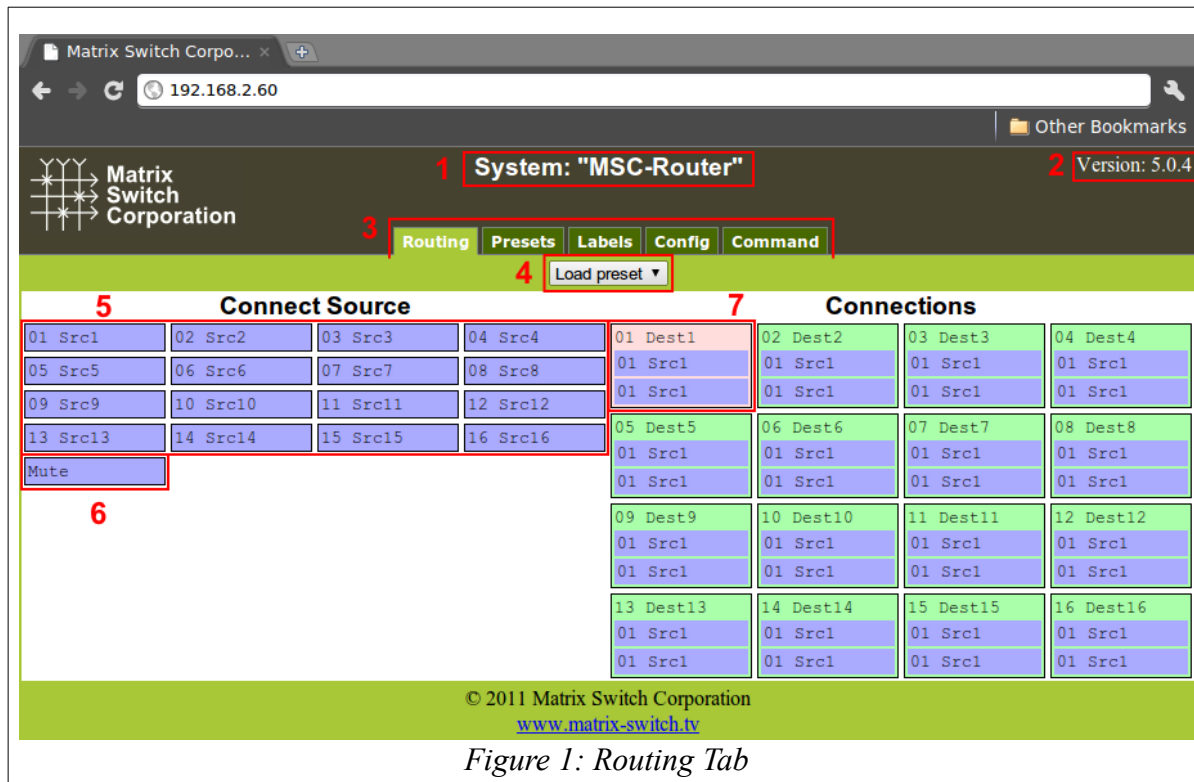 Matrix Switch Corpo... ×
192.168.2.60
Other Bookmarks
Matrix
Switch
Corporation
1 System: "MSC-Router"
2 Version: 5.0.4
3 Routing Presets Labels Config Command
4 Load preset ▼
5 Connect Source
01 Src1 02 Src2 03 Src3 04 Src4
05 Src5 06 Src6 07 Src7 08 Src8
09 Src9 10 Src10 11 Src11 12 Src12
13 Src13 14 Src14 15 Src15 16 Src16
Mute
6
7 Connections
01 Dest1 02 Dest2 03 Dest3 04 Dest4
01 Src1 01 Src1 01 Src1 01 Src1
01 Src1 01 Src1 01 Src1 01 Src1
05 Dest5 06 Dest6 07 Dest7 08 Dest8
01 Src1 01 Src1 01 Src1 01 Src1
01 Src1 01 Src1 01 Src1 01 Src1
09 Dest9 10 Dest10 11 Dest11 12 Dest12
01 Src1 01 Src1 01 Src1 01 Src1
01 Src1 01 Src1 01 Src1 01 Src1
13 Dest13 14 Dest14 15 Dest15 16 Dest16
01 Src1 01 Src1 01 Src1 01 Src1
01 Src1 01 Src1 01 Src1 01 Src1
© 2011 Matrix Switch Corporation
www.matrix-switch.tv
Figure 1: Routing Tab